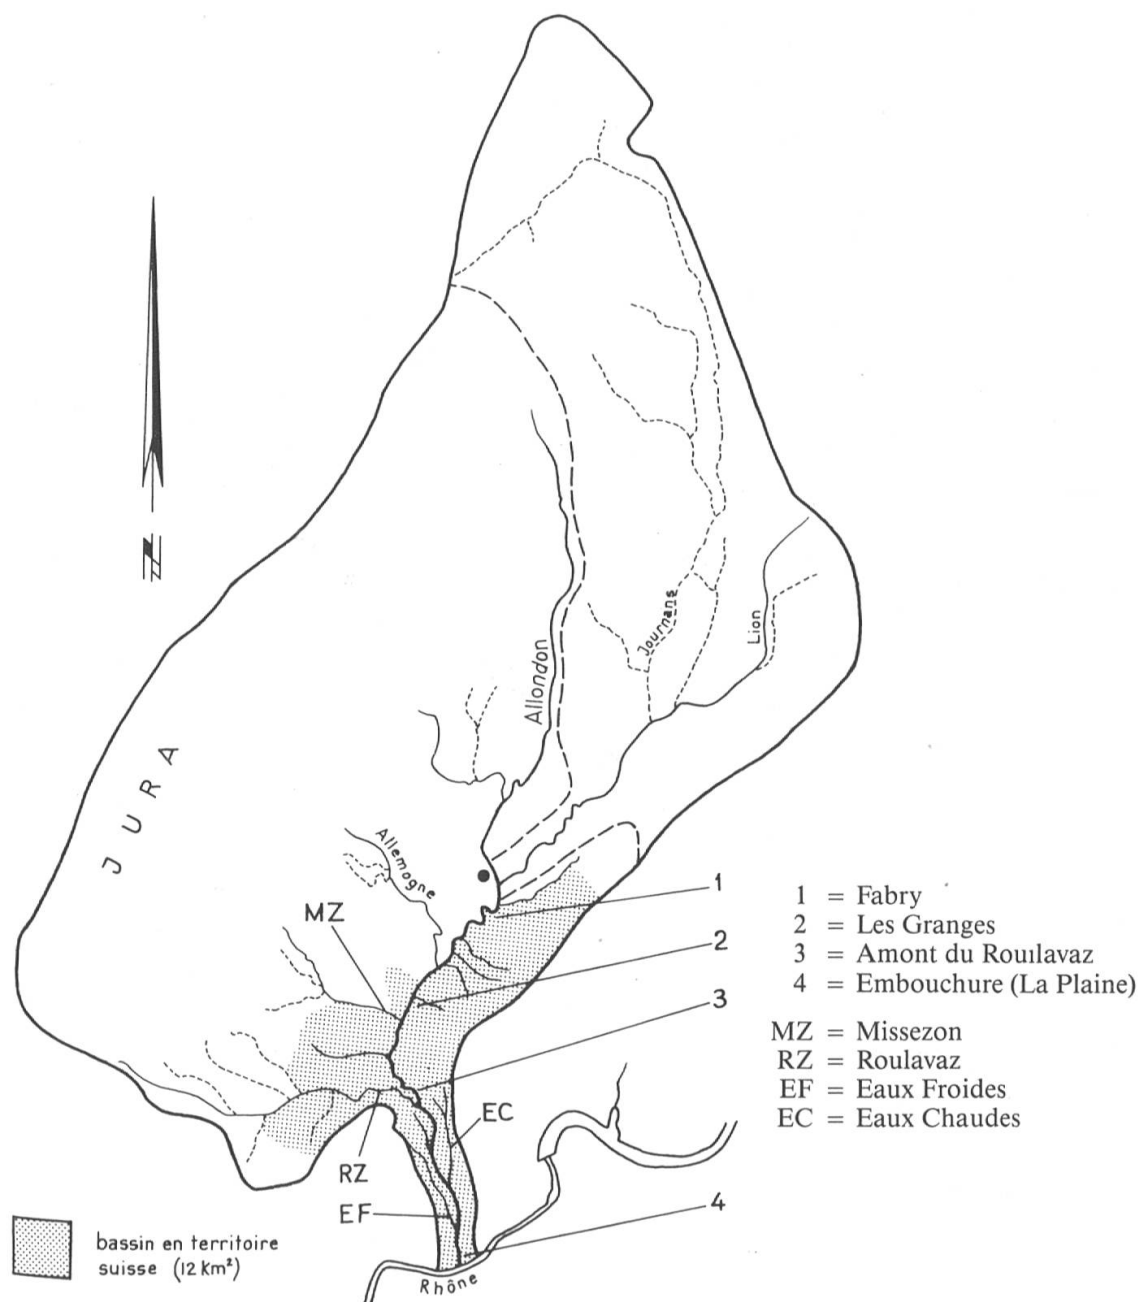 N
JURA
Allondon
Journans
Lion
Allemogne
MZ
1
2
3
EC
RZ
EF
4
Rhône
1 = Fabry
2 = Les Granges
3 = Amont du Roulavaz
4 = Embouchure (La Plaine)
MZ = Missezon
RZ = Roulavaz
EF = Eaux Froides
EC = Eaux Chaudes
bassin en territoire
suisse (12 km²)